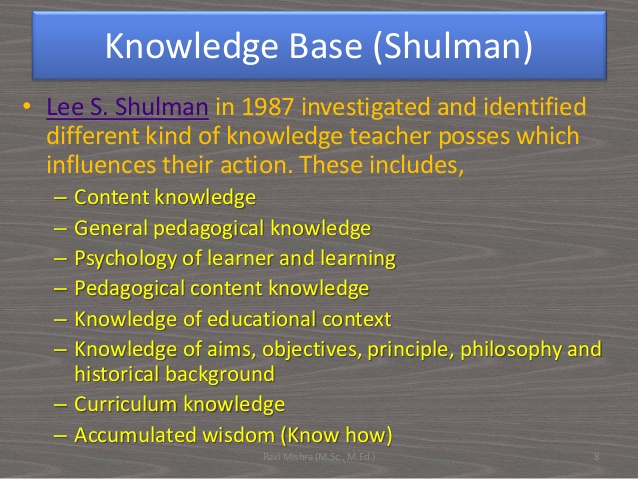 Knowledge Base (Shulman)
• Lee S. Shulman in 1987 investigated and identified
different kind of knowledge teacher posses which
influences their action. These includes,
– Content knowledge
– General pedagogical knowledge
– Psychology of learner and learning
– Pedagogical content knowledge
– Knowledge of educational context
– Knowledge of aims, objectives, principle, philosophy and
historical background
– Curriculum knowledge
– Accumulated wisdom (Know how)
Ravi Mishra (M.Sc., M.Ed.) 8